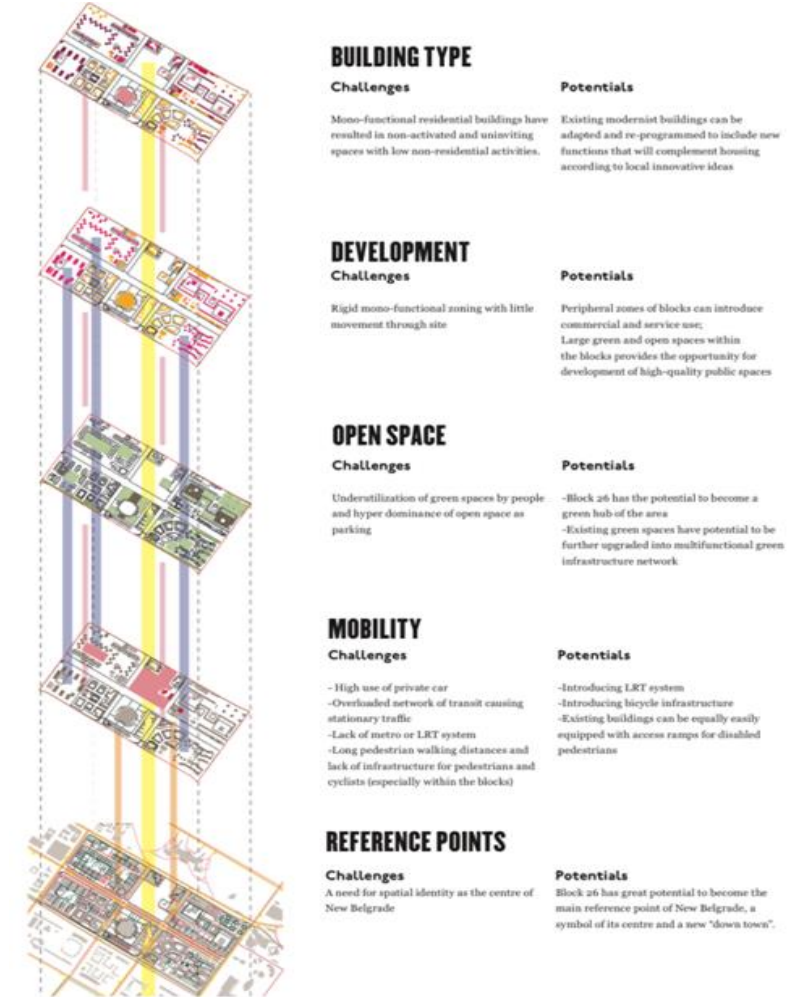 BUILDING TYPE
Challenges
Mono-functional residential buildings have
resulted in non-activated and uninviting
spaces with low non-residential activities.
Potentials
Existing modernist buildings can be
adapted and re-programmed to include new
functions that will complement housing
according to local innovative ideas
DEVELOPMENT
Challenges
Rigid mono-functional zoning with little
movement through site
Potentials
Peripheral zones of blocks can introduce
commercial and service use;
Large green and open spaces within
the blocks provides the opportunity for
development of high-quality public spaces
OPEN SPACE
Challenges
Underutilization of green spaces by people
and hyper dominance of open space as
parking
Potentials
-Block 26 has the potential to become a
green hub of the area
-Existing green spaces have potential to be
further upgraded into multifunctional green
infrastructure network
MOBILITY
Challenges
- High use of private car
-Overloaded network of transit causing
stationary traffic
-Lack of metro or LRT system
-Long pedestrian walking distances and
lack of infrastructure for pedestrians and
cyclists (especially within the blocks)
Potentials
-Introducing LRT system
-Introducing bicycle infrastructure
-Existing buildings can be equally easily
equipped with access ramps for disabled
pedestrians
REFERENCE POINTS
Challenges
A need for spatial identity as the centre of
New Belgrade
Potentials
Block 26 has great potential to become the
main reference point of New Belgrade, a
symbol of its centre and a new "down town".